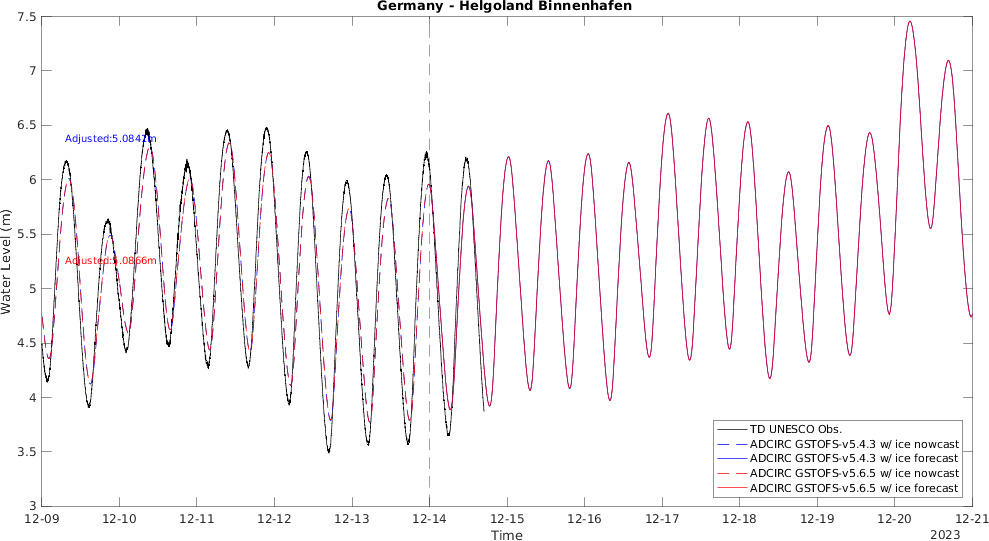 Germany - Helgoland Binnenhafen
7.5
7
6.5
6
5.5
5
4.5
4
3.5
3
Water Level (m)
Adjusted:5.0842m
Adjusted:5.0866m
TD UNESCO Obs.
ADCIRC GSTOFS-v5.4.3 w/ ice nowcast
ADCIRC GSTOFS-v5.4.3 w/ ice forecast
ADCIRC GSTOFS-v5.6.5 w/ ice nowcast
ADCIRC GSTOFS-v5.6.5 w/ ice forecast
12-09 12-10 12-11 12-12 12-13 12-14 12-15 12-16 12-17 12-18 12-19 12-20 12-21
Time
2023